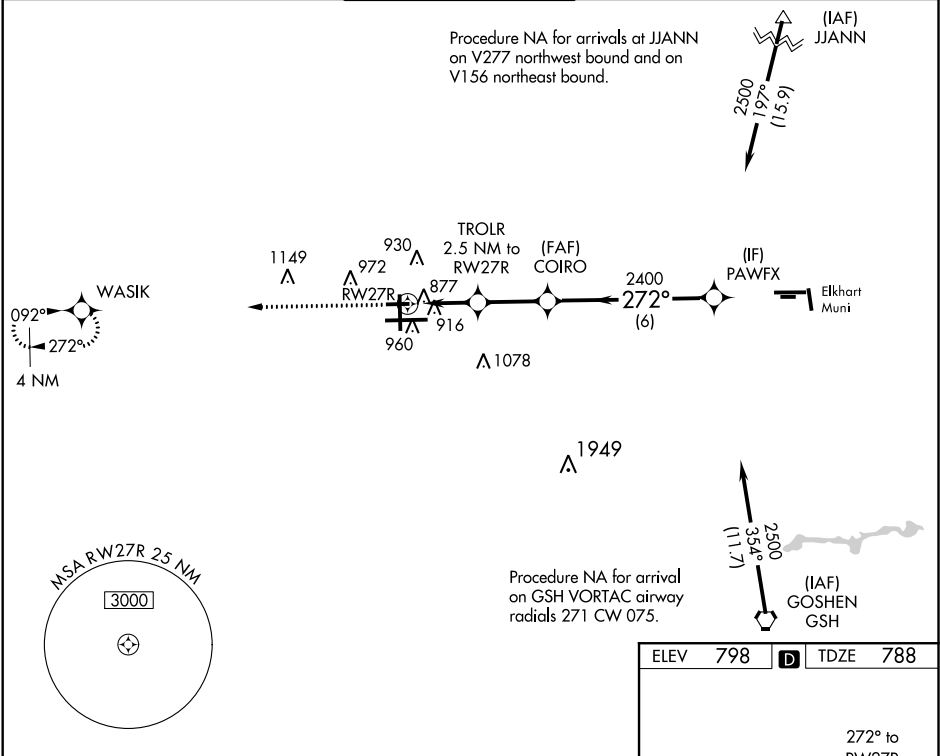 Procedure NA for arrivals at JJANN
on V277 northwest bound and on
V156 northeast bound.
(IAF)
JJANN
2500
197°
(15.9)
TROLR
2.5 NM to
RW27R
(FAF)
COIRO
(IF)
PAWFX
1149
972
930
877
RW27R
916
960
1078
2400
272°
(6)
Elkhart
Muni
WASIK
092°
272°
4 NM
1949
2500
354°
(11.7)
Procedure NA for arrival
on GSH VORTAC airway
radials 271 CW 075.
(IAF)
GOSHEN
GSH
MSA RW27R 25 NM
3000
ELEV 798 D TDZE 788
272° to
RW27R